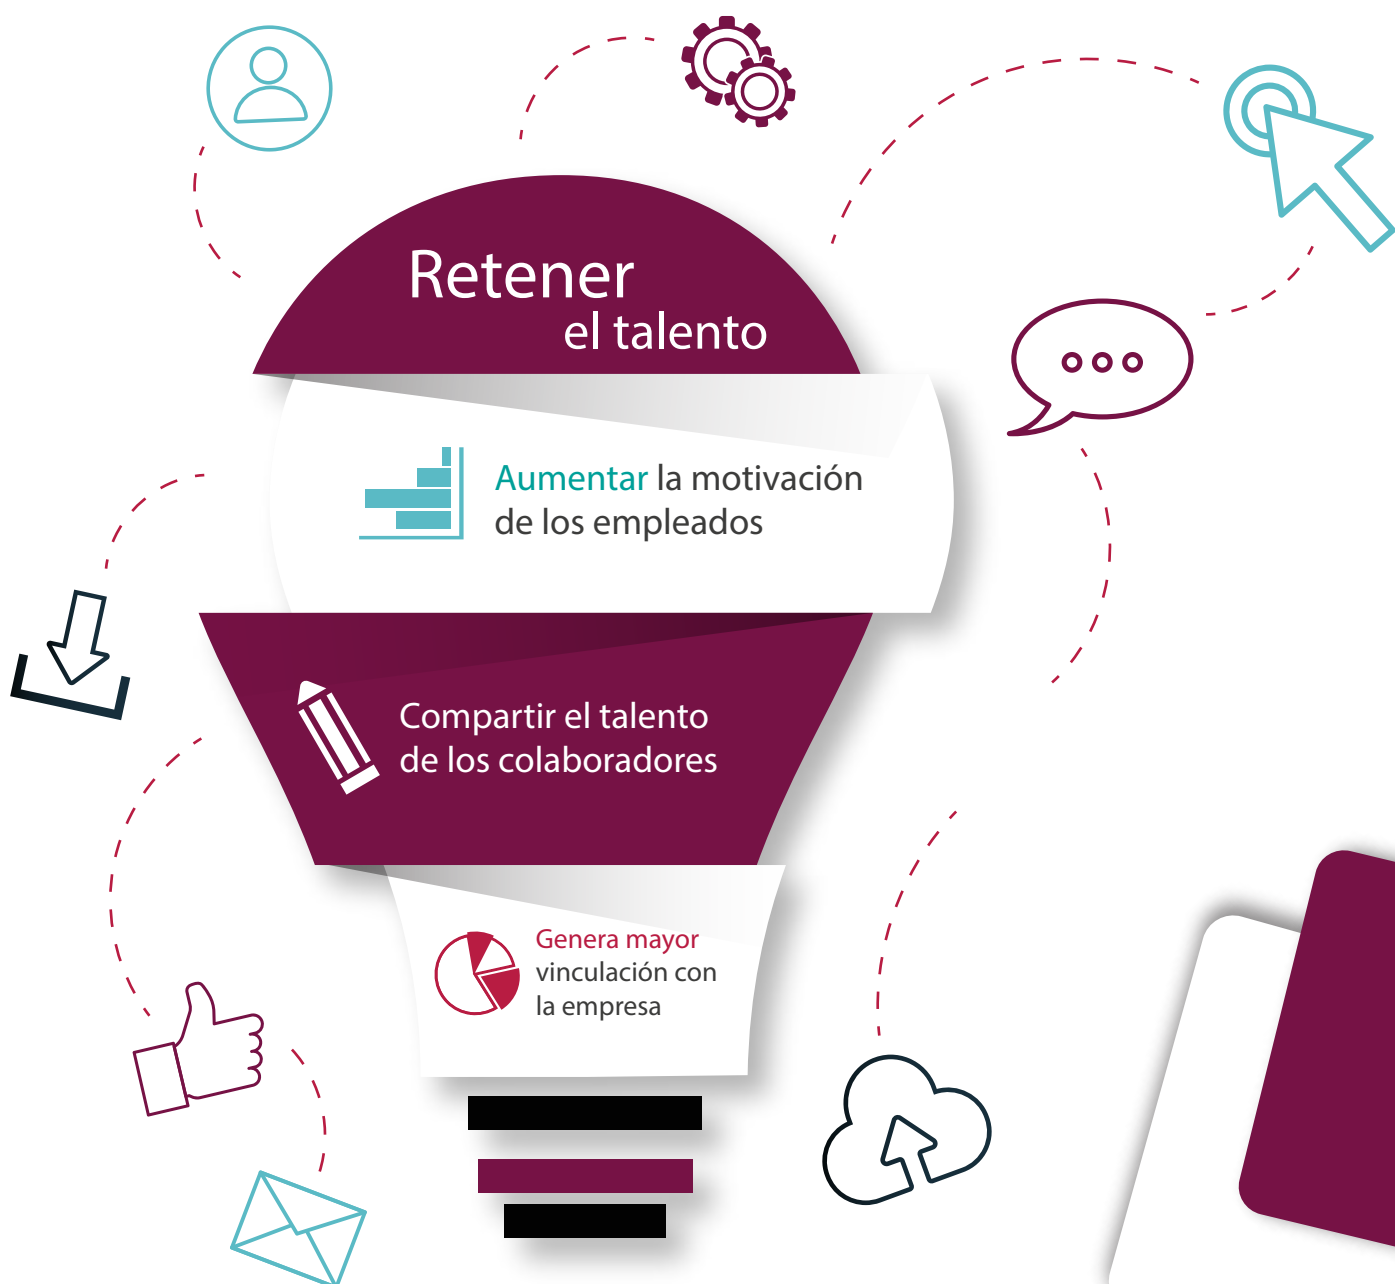 Retener
el talento
Aumentar la motivación
de los empleados
Compartir el talento
de los colaboradores
Genera mayor
vinculación con
la empresa